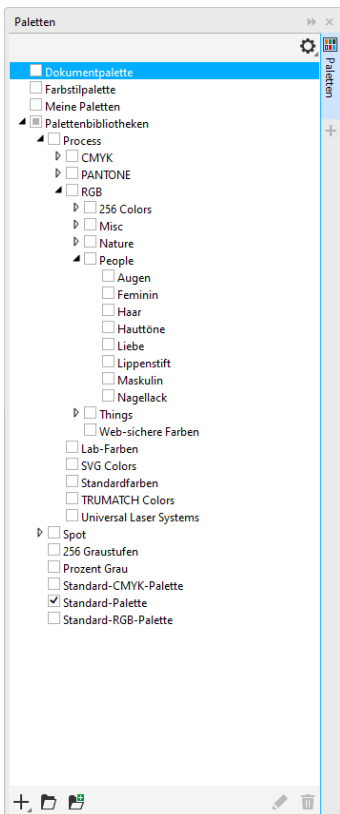 Paletten
Paletten
Dokumentpalette
Farbstilpalette
Meine Paletten
Palettenbibliotheken
Process
CMYK
PANTONE
RGB
256 Colors
Misc
Nature
People
Augen
Feminin
Haar
Hauttöne
Liebe
Lippenstift
Maskulin
Nagellack
Things
Web-sichere Farben
Lab-Farben
SVG Colors
Standardfarben
TRUMATCH Colors
Universal Laser Systems
Spot
256 Graustufen
Prozent Grau
Standard-CMYK-Palette
Standard-Palette
Standard-RGB-Palette